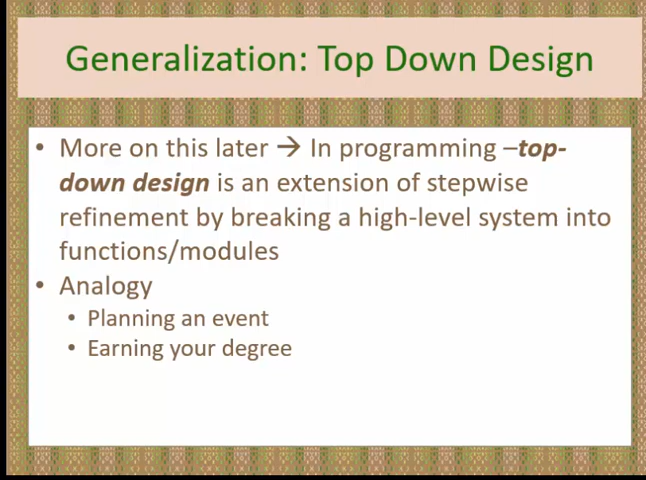 Generalization: Top Down Design
• More on this later → In programming –top-
down design is an extension of stepwise
refinement by breaking a high-level system into
functions/modules
• Analogy
• Planning an event
• Earning your degree